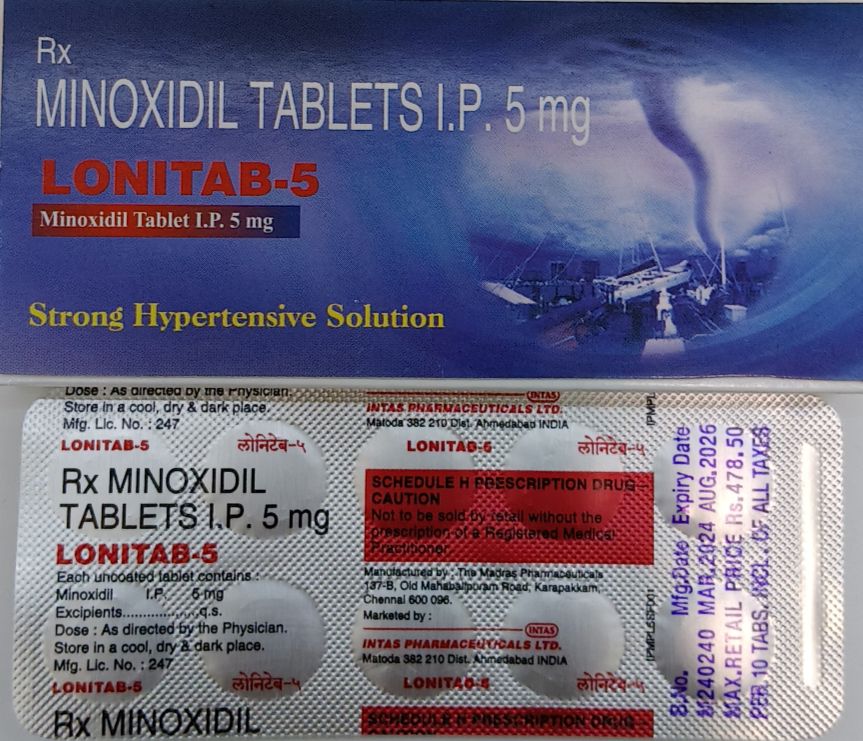 Rx
MINOXIDIL TABLETS I.P. 5 mg
LONITAB-5
Minoxidil Tablet I.P. 5 mg
Strong Hypertensive Solution
Dose : As directed by the Physician.
Store in a cool, dry & dark place.
Mfg. Lic. No. : 247
LONITAB-5 लोनिटेब-५
Rx MINOXIDIL
TABLETS I.P. 5 mg
LONITAB-5
Each uncoated tablet contains :
Minoxidil I.P. 5 mg
Excipients..................q.s.
Dose : As directed by the Physician.
Store in a cool, dry & dark place.
Mfg. Lic. No. : 247
LONITAB-5 लोनिटेब-५
Rx MINOXIDIL
INTAS
INTAS PHARMACEUTICALS LTD.
Matoda 382 210 Dist. Ahmedabad INDIA
LONITAB-5 लोनिटेब-५
SCHEDULE H PRESCRIPTION DRUG –
CAUTION
Not to be sold by retail without the
prescription of a Registered Medical
Practitioner
Manufactured by : The Madras Pharmaceuticals
137-B, Old Mahabalipuram Road, Karapakkam,
Chennai 600 096.
Marketed by :
INTAS
INTAS PHARMACEUTICALS LTD.
Matoda 382 210 Dist. Ahmedabad INDIA
LONITAB-5 लोनिटेब-५
SCHEDULE H PRESCRIPTION DRUG –
B.No. Mfg.Date Expiry Date
M240240 MAR.2024 AUG.2026
MAX.RETAIL PRICE Rs.478.50
PER 10 TABS. INCL. OF ALL TAXES